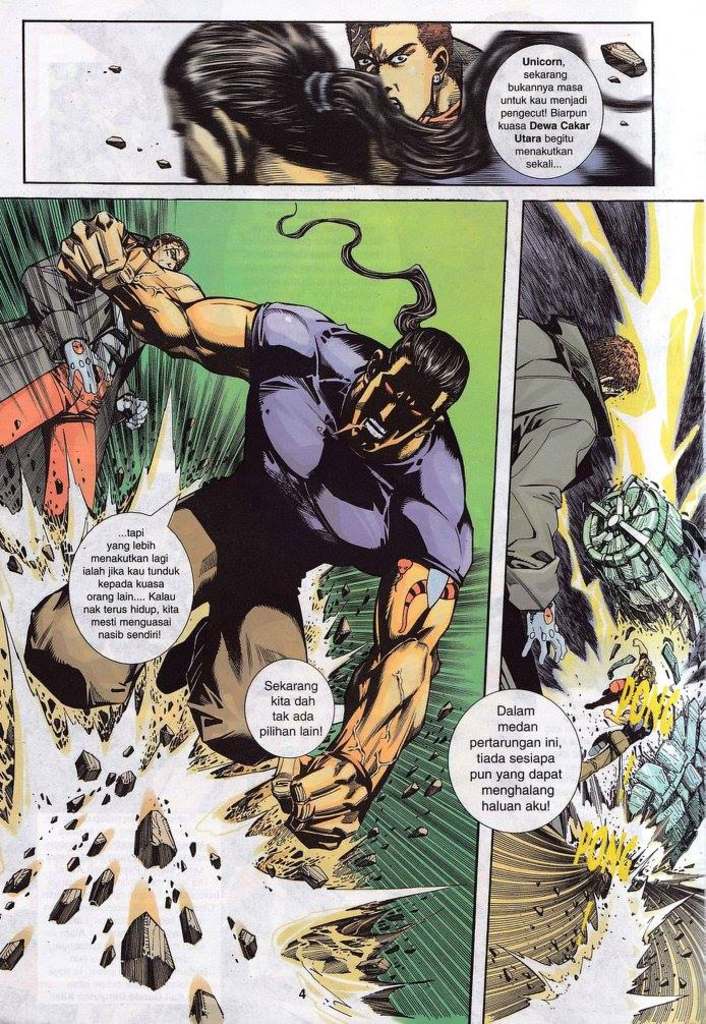 Unicorn,
sekarang
bukannya masa
untuk kau menjadi
pengecut! Biarpun
kuasa Dewa Cakar
Utara begitu
menakutkan
sekali...
...tapi
yang lebih
menakutkan lagi
ialah jika kau tunduk
kepada kuasa
orang lain.... Kalau
nak terus hidup, kita
mesti menguasai
nasib sendiri!
Sekarang
kita dah
tak ada
pilihan lain!
Dalam
medan
pertarungan ini,
tiada sesiapa
pun yang dapat
menghalang
haluan aku!
PONG
PONG
4